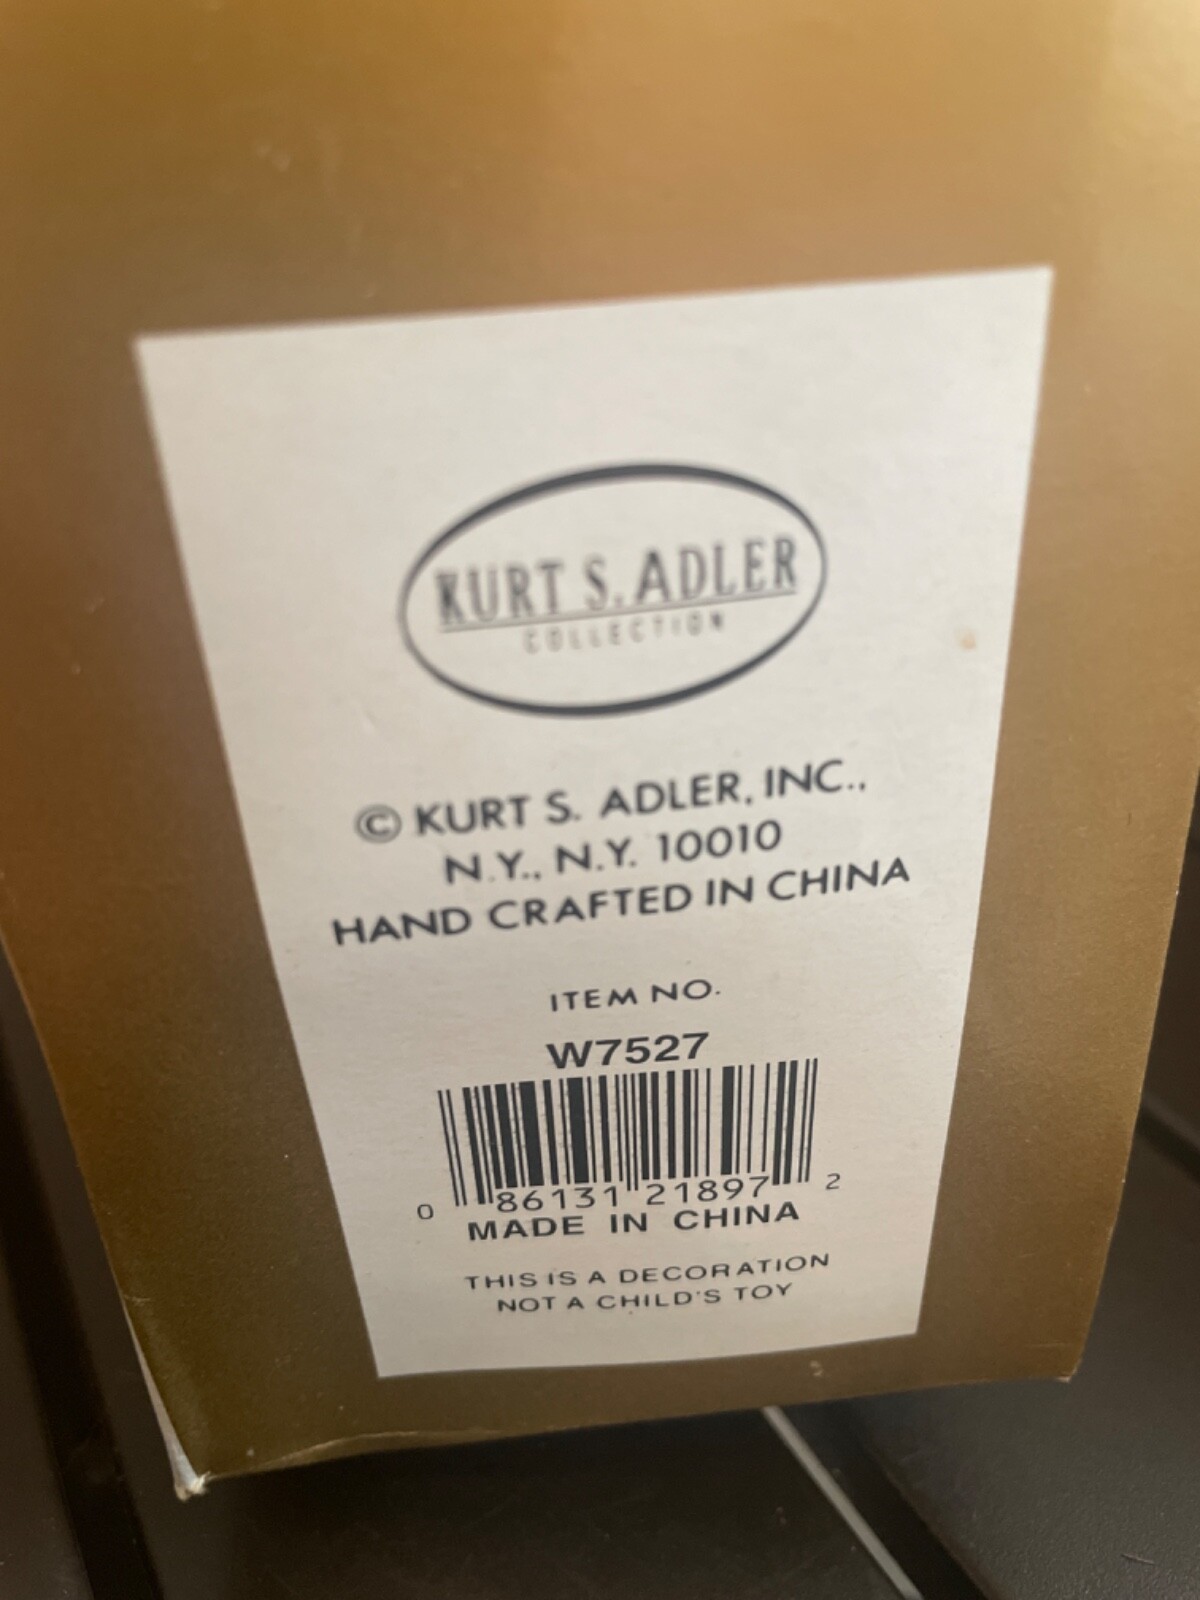 KURT S. ADLER
COLLECTION
© KURT S. ADLER, INC.,
N.Y., N.Y. 10010
HAND CRAFTED IN CHINA
ITEM NO.
W7527
0 86131 21897 2
MADE IN CHINA
THIS IS A DECORATION
NOT A CHILD'S TOY